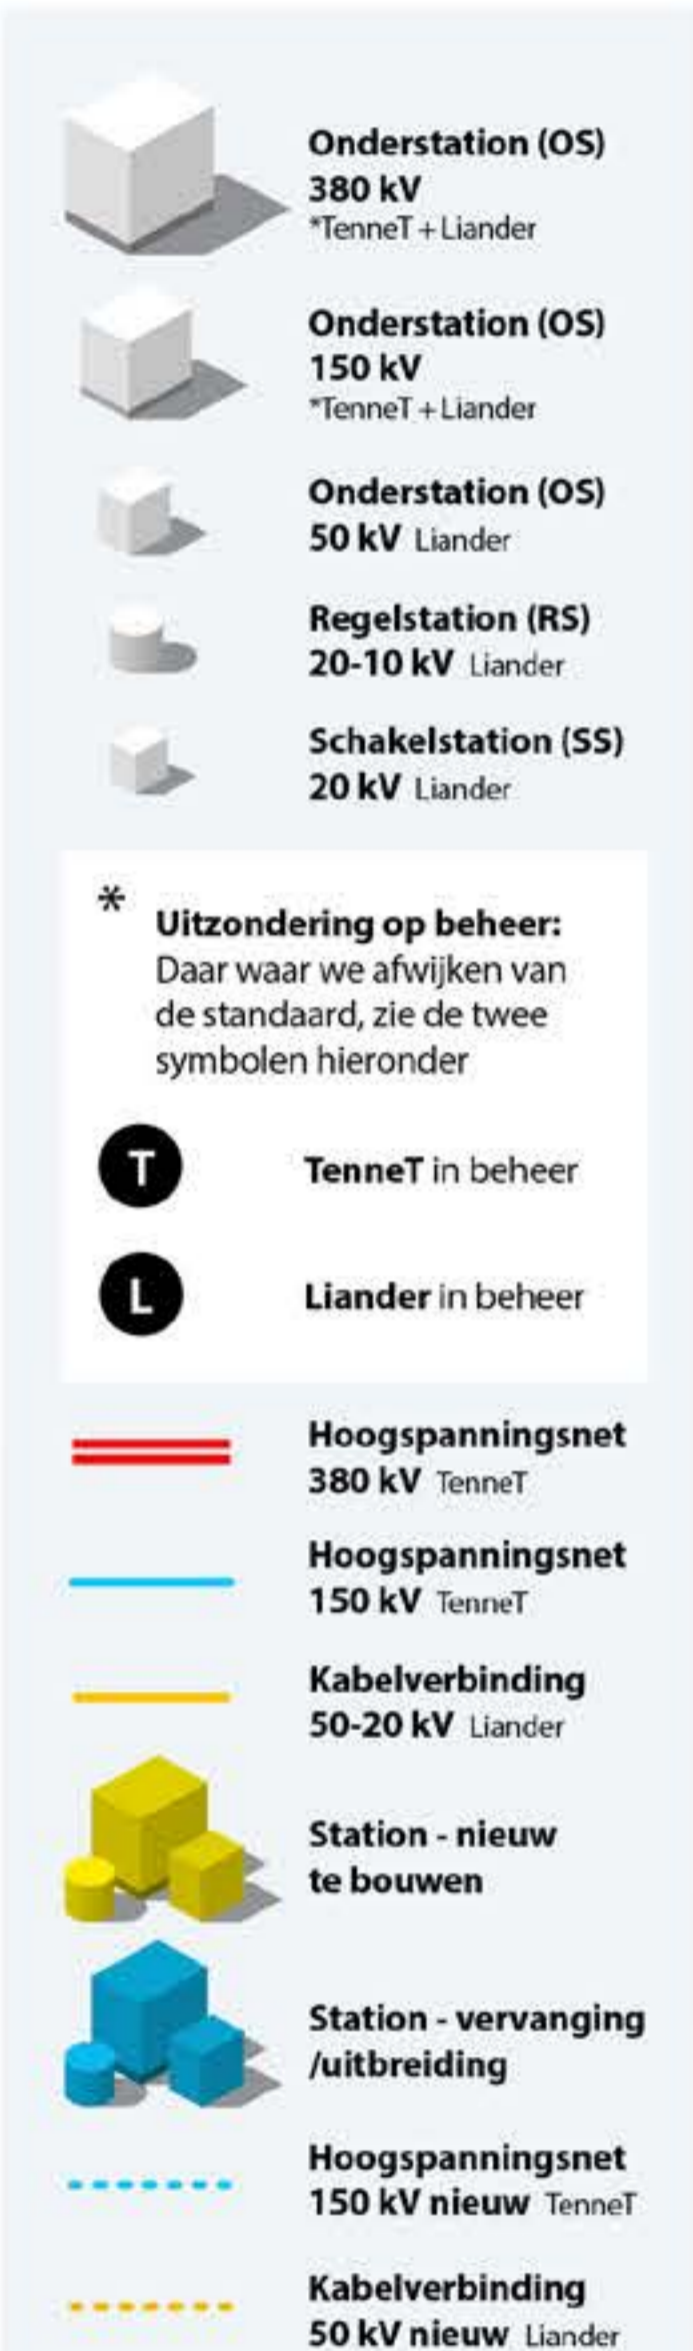 Onderstation (OS)
380 kV
*TenneT + Liander
Onderstation (OS)
150 kV
*TenneT + Liander
Onderstation (OS)
50 kV Liander
Regelstation (RS)
20-10 kV Liander
Schakelstation (SS)
20 kV Liander
* Uitzondering op beheer:
Daar waar we afwijken van
de standaard, zie de twee
symbolen hieronder
T TenneT in beheer
L Liander in beheer
Hoogspanningsnet
380 kV TenneT
Hoogspanningsnet
150 kV TenneT
Kabelverbinding
50-20 kV Liander
Station - nieuw
te bouwen
Station - vervanging
/uitbreiding
Hoogspanningsnet
150 kV nieuw TenneT
Kabelverbinding
50 kV nieuw Liander